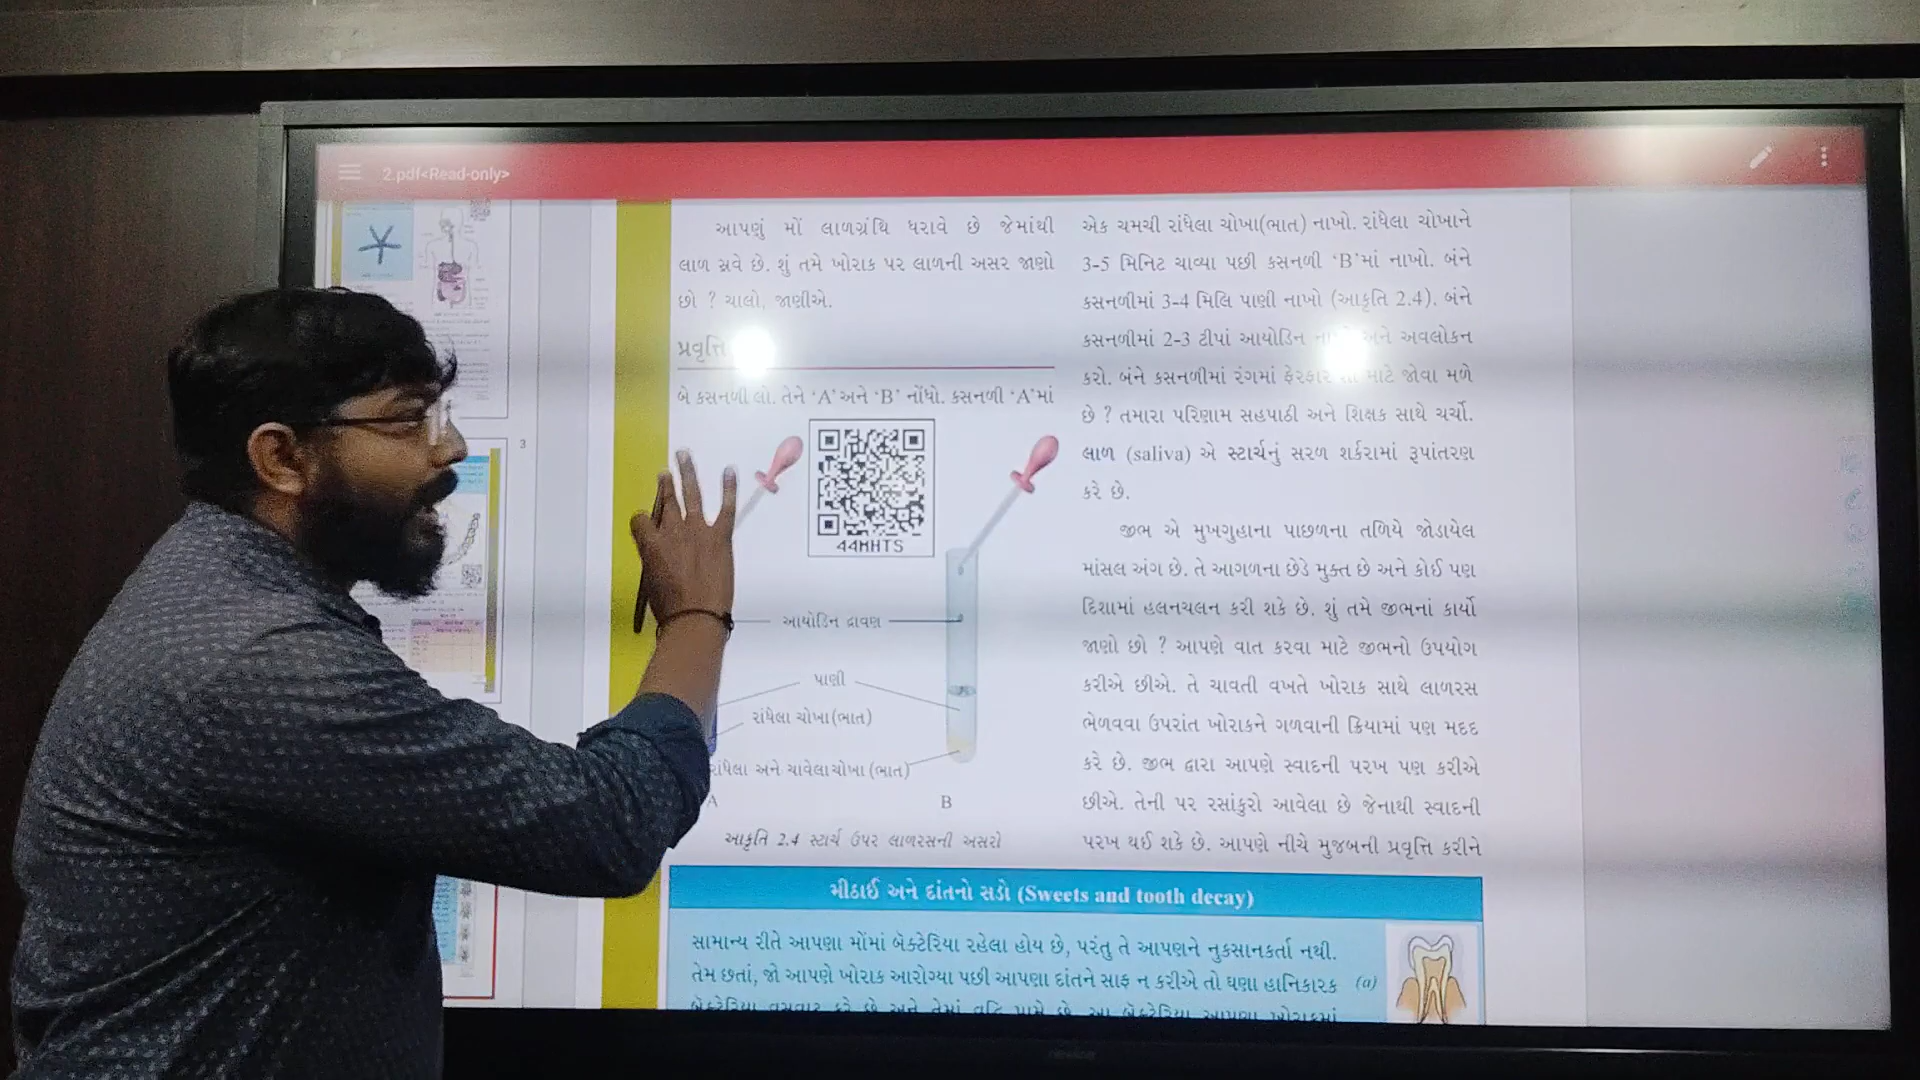 2.pdf<Read-only>
3
આપણું મોં લાળગ્રંથિ ધરાવે છે જેમાંથી
લાળ સ્રવે છે. શું તમે ખોરાક પર લાળની અસર જાણો
છો ? ચાલો, જાણીએ.
પ્રવૃત્તિ
બે કસનળી લો. તેને ‘A’ અને ‘B’ નોંધો. કસનળી ‘A’માં
44HHTS
આયોડિન દ્રાવણ
પાણી
રાંધેલા ચોખા(ભાત)
રાંધેલા અને ચાવેલા ચોખા (ભાત)
A
B
આકૃતિ 2.4 સ્ટાર્ચ ઉપર લાળરસની અસરો
એક ચમચી રાંધેલા ચોખા(ભાત) નાખો. રાંધેલા ચોખાને
3-5 મિનિટ ચાવ્યા પછી કસનળી ‘B’માં નાખો. બંને
કસનળીમાં 3-4 મિલિ પાણી નાખો (આકૃતિ 2.4). બંને
કસનળીમાં 2-3 ટીપાં આયોડિન અને અવલોકન
કરો. બંને કસનળીમાં રંગમાં ફેરફાર માટે જોવા મળે
છે ? તમારા પરિણામ સહપાઠી અને શિક્ષક સાથે ચર્ચો.
લાળ (saliva) એ સ્ટાર્ચનું સરળ શર્કરામાં રૂપાંતરણ
કરે છે.
જીભ એ મુખગુહાના પાછળના તળિયે જોડાયેલ
માંસલ અંગ છે. તે આગળના છેડે મુક્ત છે અને કોઈ પણ
દિશામાં હલનચલન કરી શકે છે. શું તમે જીભનાં કાર્યો
જાણો છો ? આપણે વાત કરવા માટે જીભનો ઉપયોગ
કરીએ છીએ. તે ચાવતી વખતે ખોરાક સાથે લાળરસ
ભેળવવા ઉપરાંત ખોરાકને ગળવાની ક્રિયામાં પણ મદદ
કરે છે. જીભ દ્વારા આપણે સ્વાદની પરખ પણ કરીએ
છીએ. તેની પર રસાંકુરો આવેલા છે જેનાથી સ્વાદની
પરખ થઈ શકે છે. આપણે નીચે મુજબની પ્રવૃત્તિ કરીને
મીઠાઈ અને દાંતનો સડો (Sweets and tooth decay)
સામાન્ય રીતે આપણા મોંમાં બૅક્ટેરિયા રહેલા હોય છે, પરંતુ તે આપણને નુકસાનકર્તા નથી.
તેમ છતાં, જો આપણે ખોરાક આરોગ્યા પછી આપણા દાંતને સાફ ન કરીએ તો ઘણા હાનિકારક
(a)